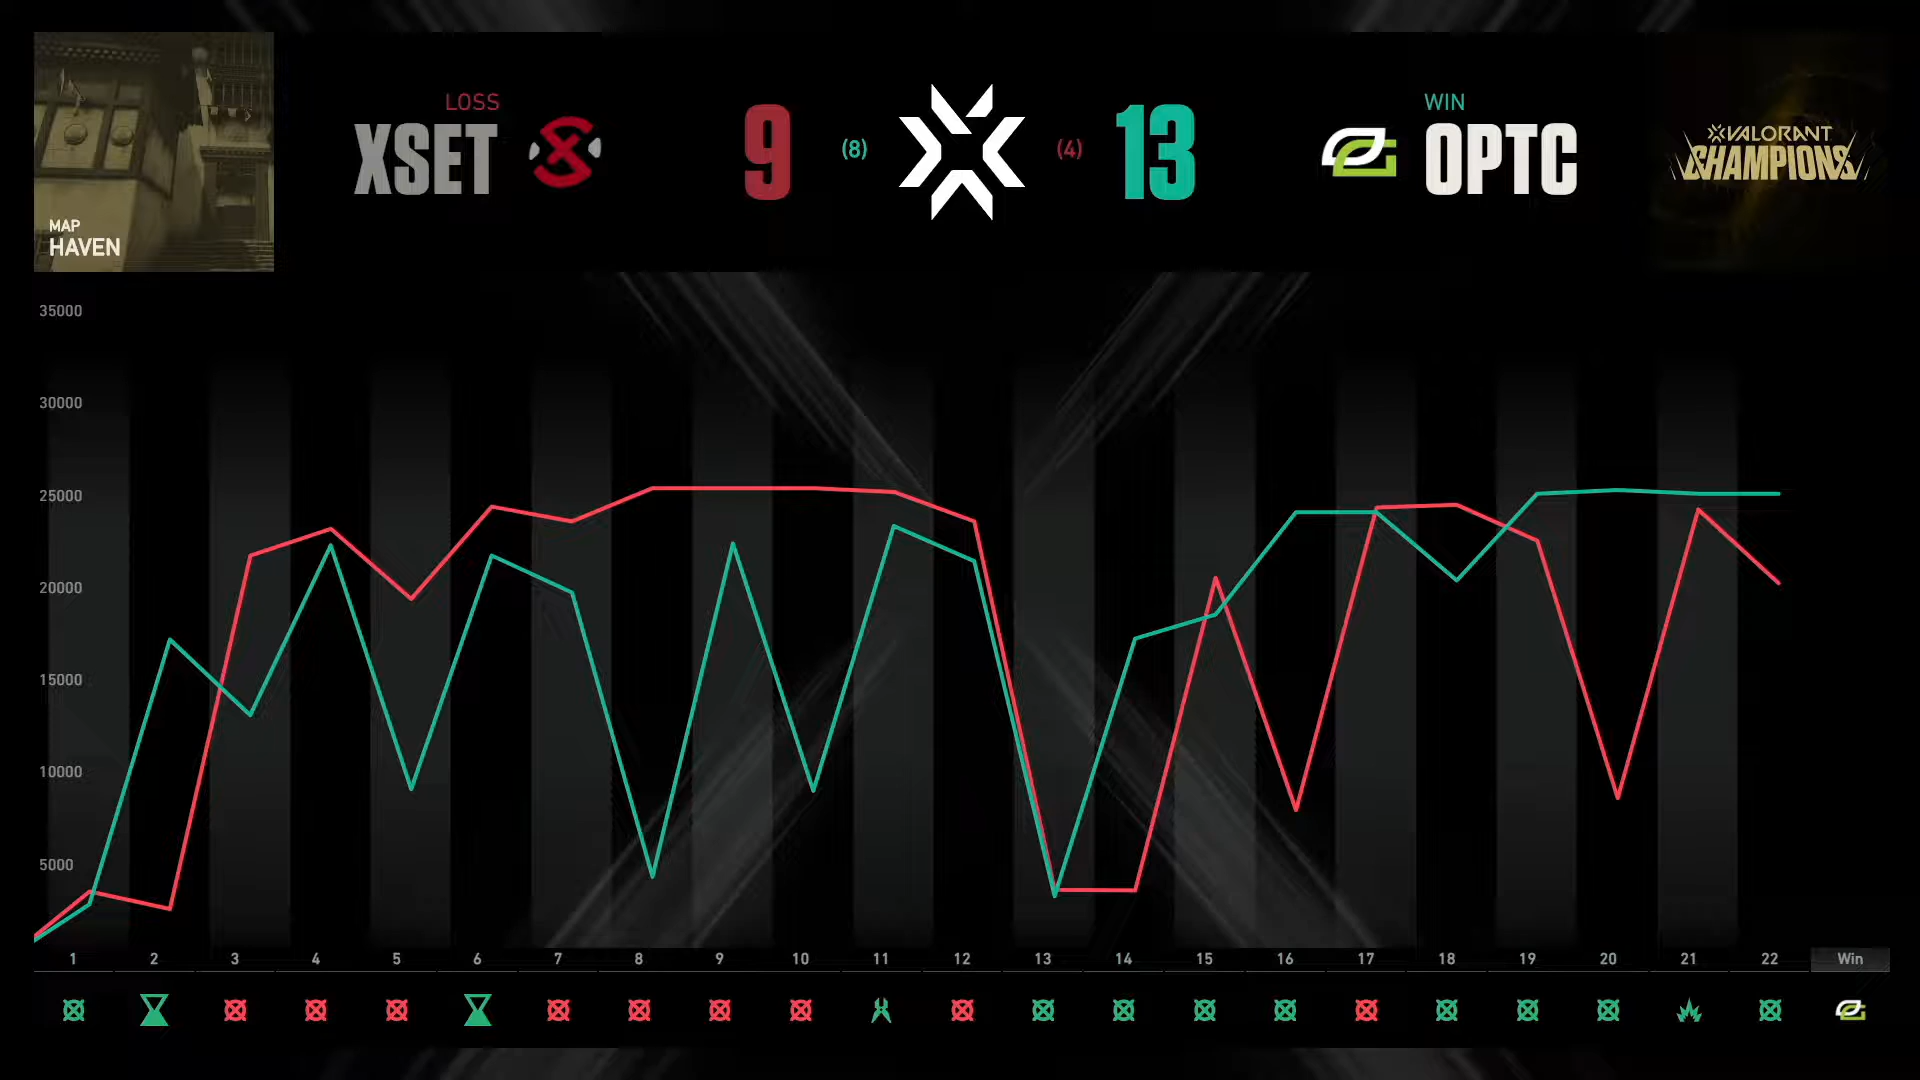 LOSS
XSET
9
(8)
(4)
13
WIN
OPTC
VALORANT
CHAMPIONS
MAP
HAVEN
35000
30000
25000
20000
15000
10000
5000
1 2 3 4 5 6 7 8 9 10 11 12 13 14 15 16 17 18 19 20 21 22 Win